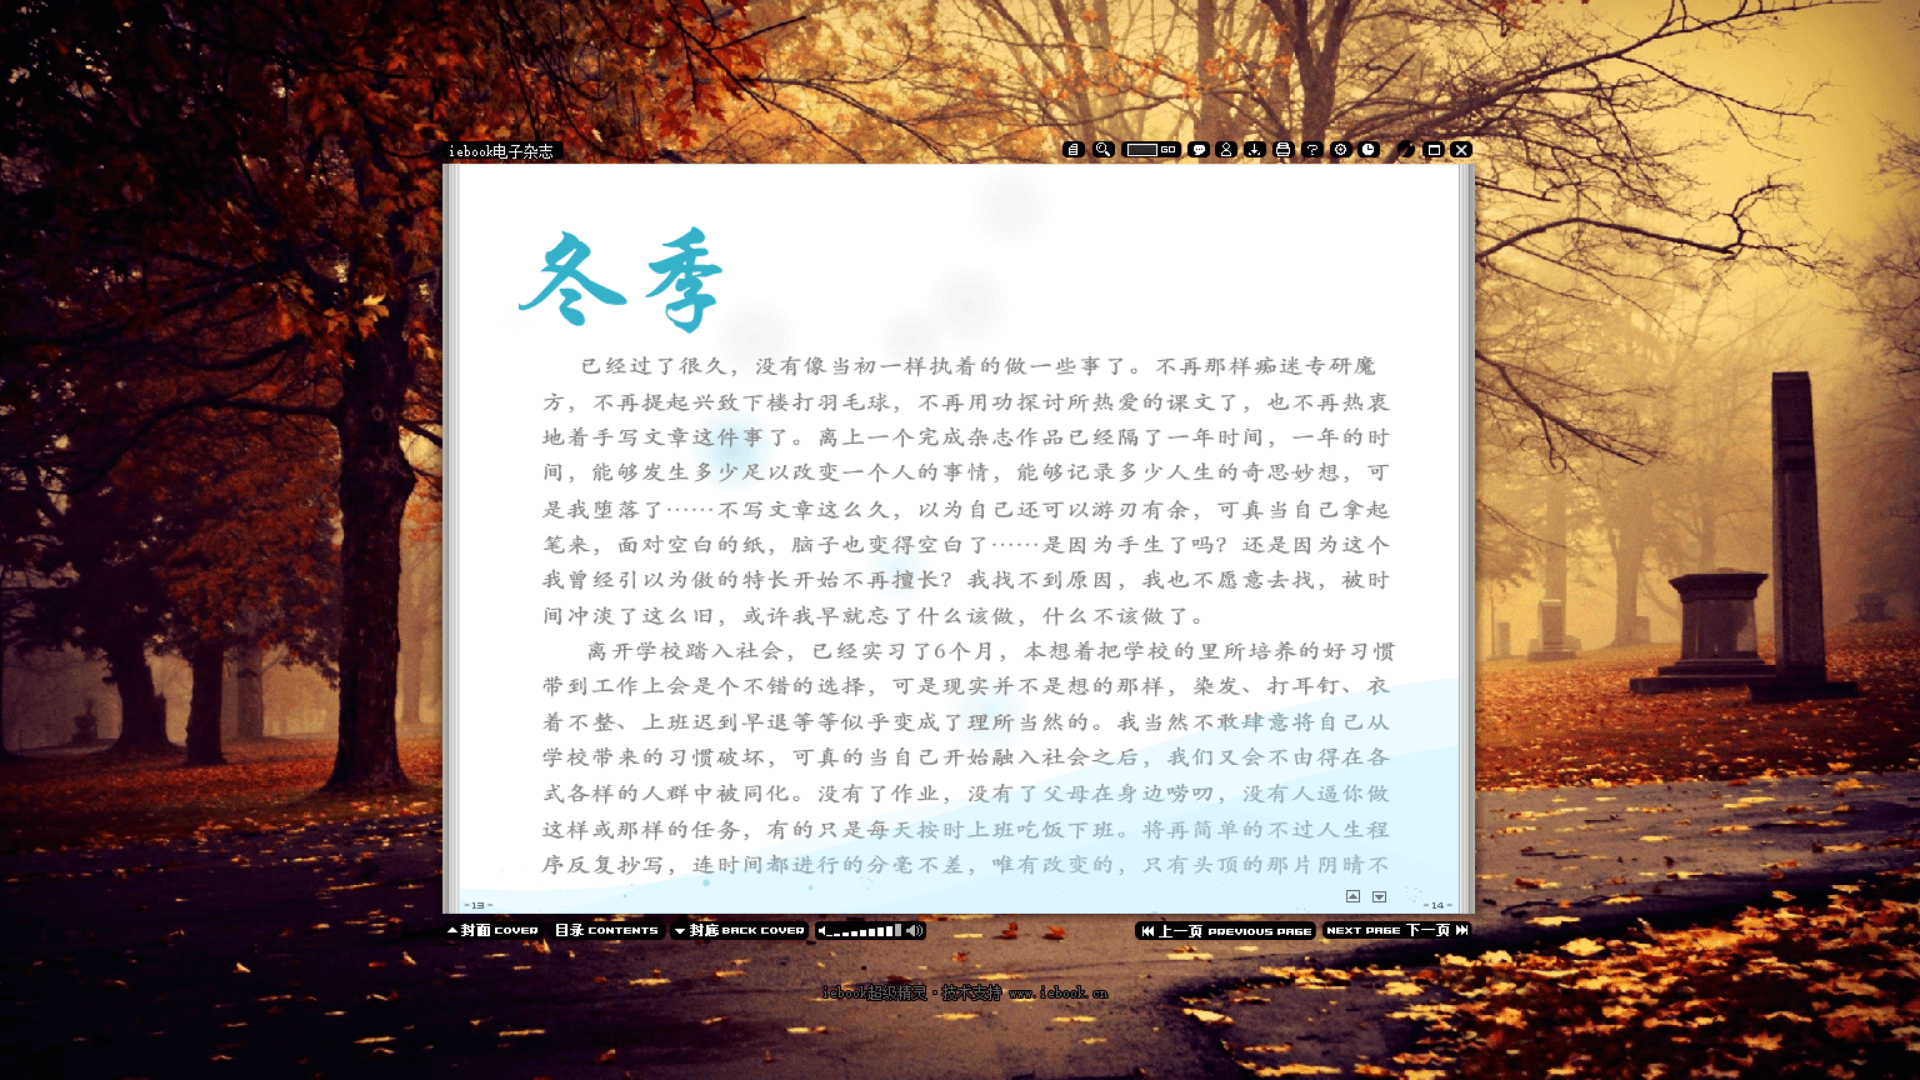 iebook电子杂志
GO
冬季
已经过了很久，没有像当初一样执着的做一些事了。不再那样痴迷专研魔
方，不再提起兴致下楼打羽毛球，不再用功探讨所热爱的课文了，也不再热衷
地着手写文章这件事了。离上一个完成杂志作品已经隔了一年时间，一年的时
间，能够发生多少足以改变一个人的事情，能够记录多少人生的奇思妙想，可
是我堕落了……不写文章这么久，以为自己还可以游刃有余，可真当自己拿起
笔来，面对空白的纸，脑子也变得空白了……是因为手生了吗？还是因为这个
我曾经引以为傲的特长开始不再擅长？我找不到原因，我也不愿意去找，被时
间冲淡了这么旧，或许我早就忘了什么该做，什么不该做了。
离开学校踏入社会，已经实习了6个月，本想着把学校的里所培养的好习惯
带到工作上会是个不错的选择，可是现实并不是想的那样，染发、打耳钉、衣
着不整、上班迟到早退等等似乎变成了理所当然的。我当然不敢肆意将自己从
学校带来的习惯破坏，可真的当自己开始融入社会之后，我们又会不由得在各
式各样的人群中被同化。没有了作业，没有了父母在身边唠叨，没有人逼你做
这样或那样的任务，有的只是每天按时上班吃饭下班。将再简单的不过人生程
序反复抄写，连时间都进行的分毫不差，唯有改变的，只有头顶的那片阴晴不
-13-
-14-
封面 COVER 目录 CONTENTS 封底 BACK COVER 上一页 PREVIOUS PAGE NEXT PAGE 下一页
iebook超级精灵·技术支持 www.iebook.cn